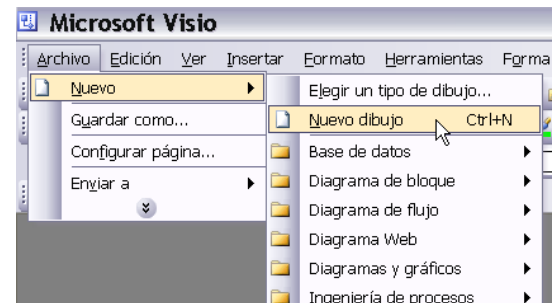 Microsoft Visio
Archivo Edición Ver Insertar Formato Herramientas Forma
Nuevo
Guardar como...
Configurar página...
Enviar a
Elegir un tipo de dibujo...
Nuevo dibujo Ctrl+N
Base de datos
Diagrama de bloque
Diagrama de flujo
Diagrama Web
Diagramas y gráficos
Ingeniería de procesos